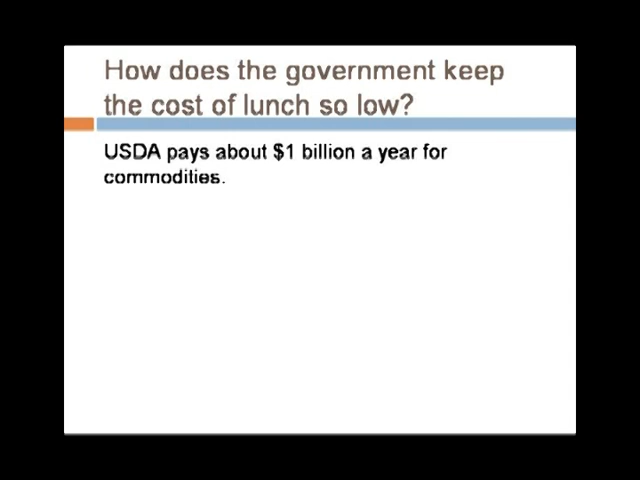 How does the government keep
the cost of lunch so low?
USDA pays about $1 billion a year for
commodities.